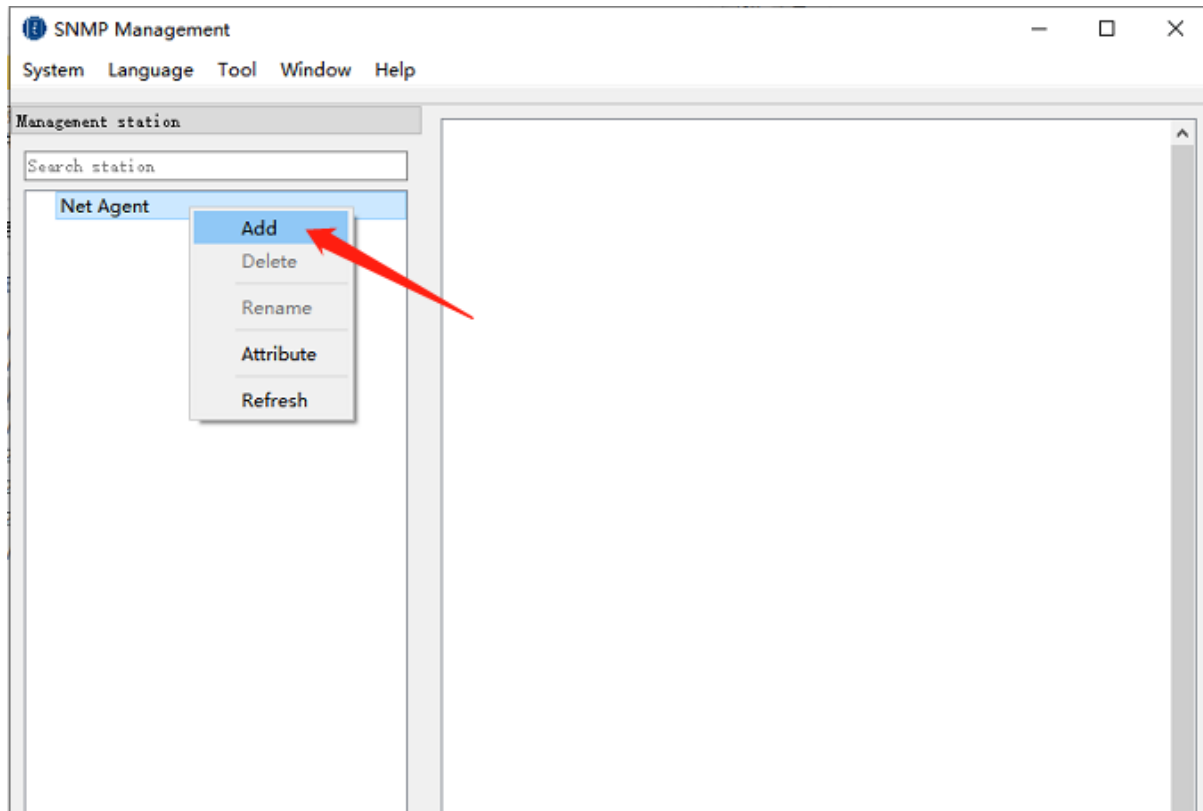 SNMP Management
System Language Tool Window Help
Management station
Search station
Net Agent
Add
Delete
Rename
Attribute
Refresh